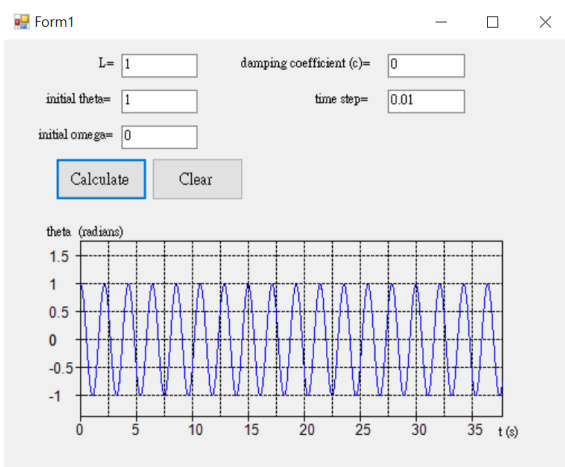 Form1
L= 1 damping coefficient (c)= 0
initial theta= 1 time step= 0.01
initial omega= 0
Calculate Clear
theta (radians)
1.5
1
0.5
0
-0.5
-1
0 5 10 15 20 25 30 35 t (s)